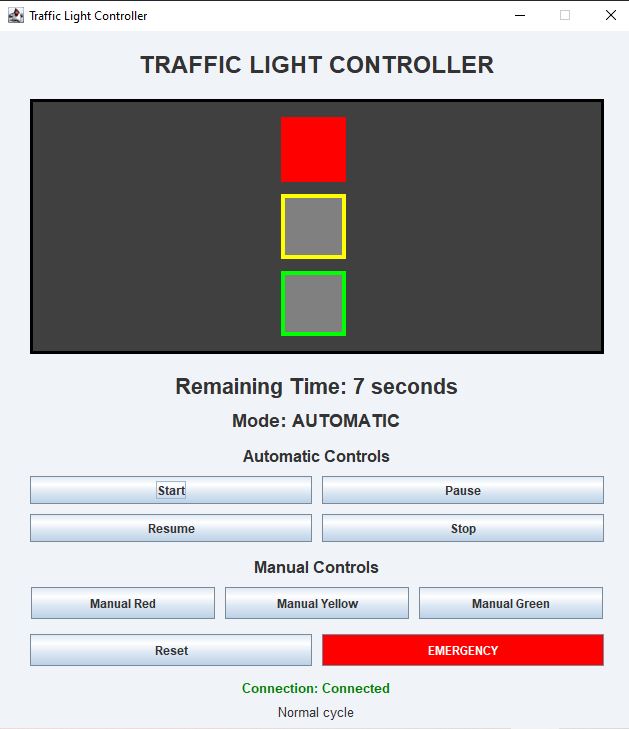 Traffic Light Controller
TRAFFIC LIGHT CONTROLLER
Remaining Time: 7 seconds
Mode: AUTOMATIC
Automatic Controls
Start Pause
Resume Stop
Manual Controls
Manual Red Manual Yellow Manual Green
Reset EMERGENCY
Connection: Connected
Normal cycle